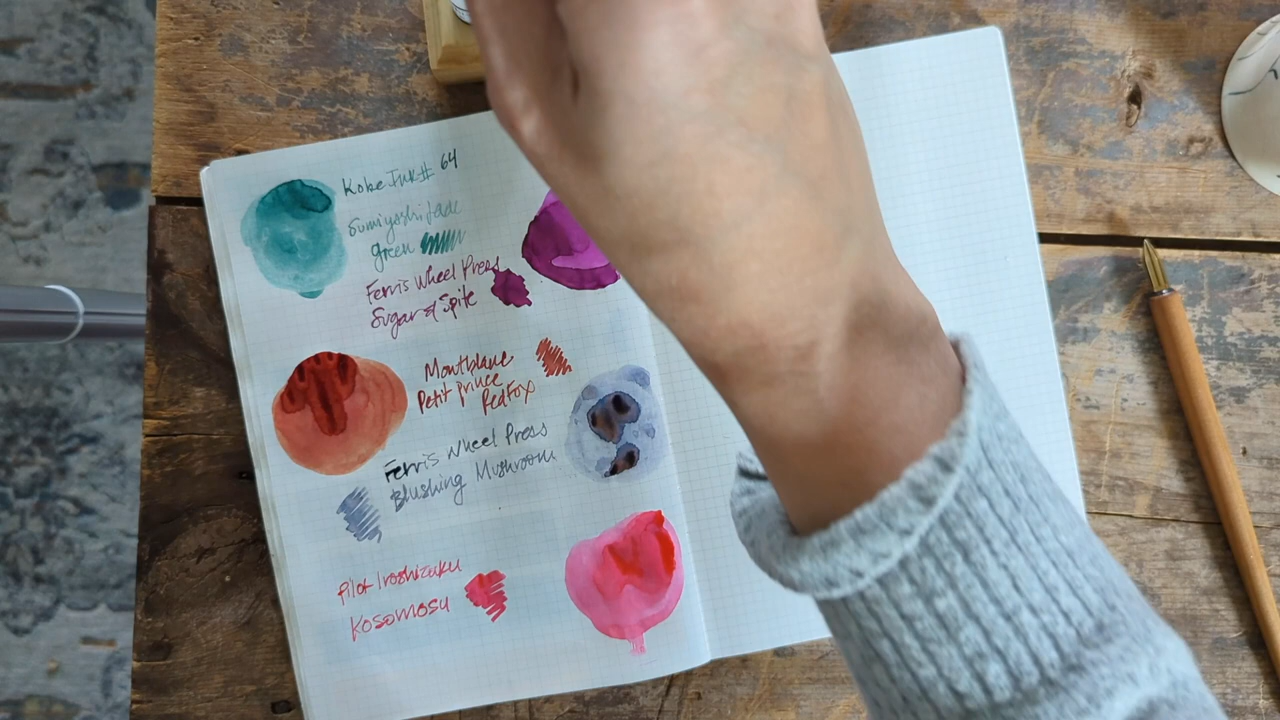 Kobe Ink# 64
Sumiyoshi Jade
green
Ferris Wheel Press
Sugar & Spite
Montblanc
Petit Prince
Red Fox
Ferris Wheel Press
Blushing Mushroom
Pilot Iroshizuku
Kosomosu